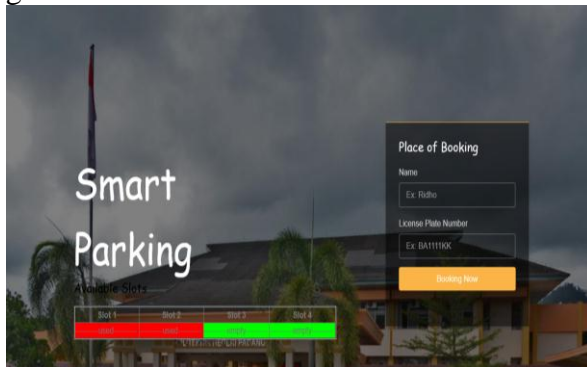 Smart
Parking
Available Slots
Slot 1 Slot 2 Slot 3 Slot 4
used used empty empty
Place of Booking
Name
Ex: Ridho
License Plate Number
Ex: BA1111KK
Booking Now